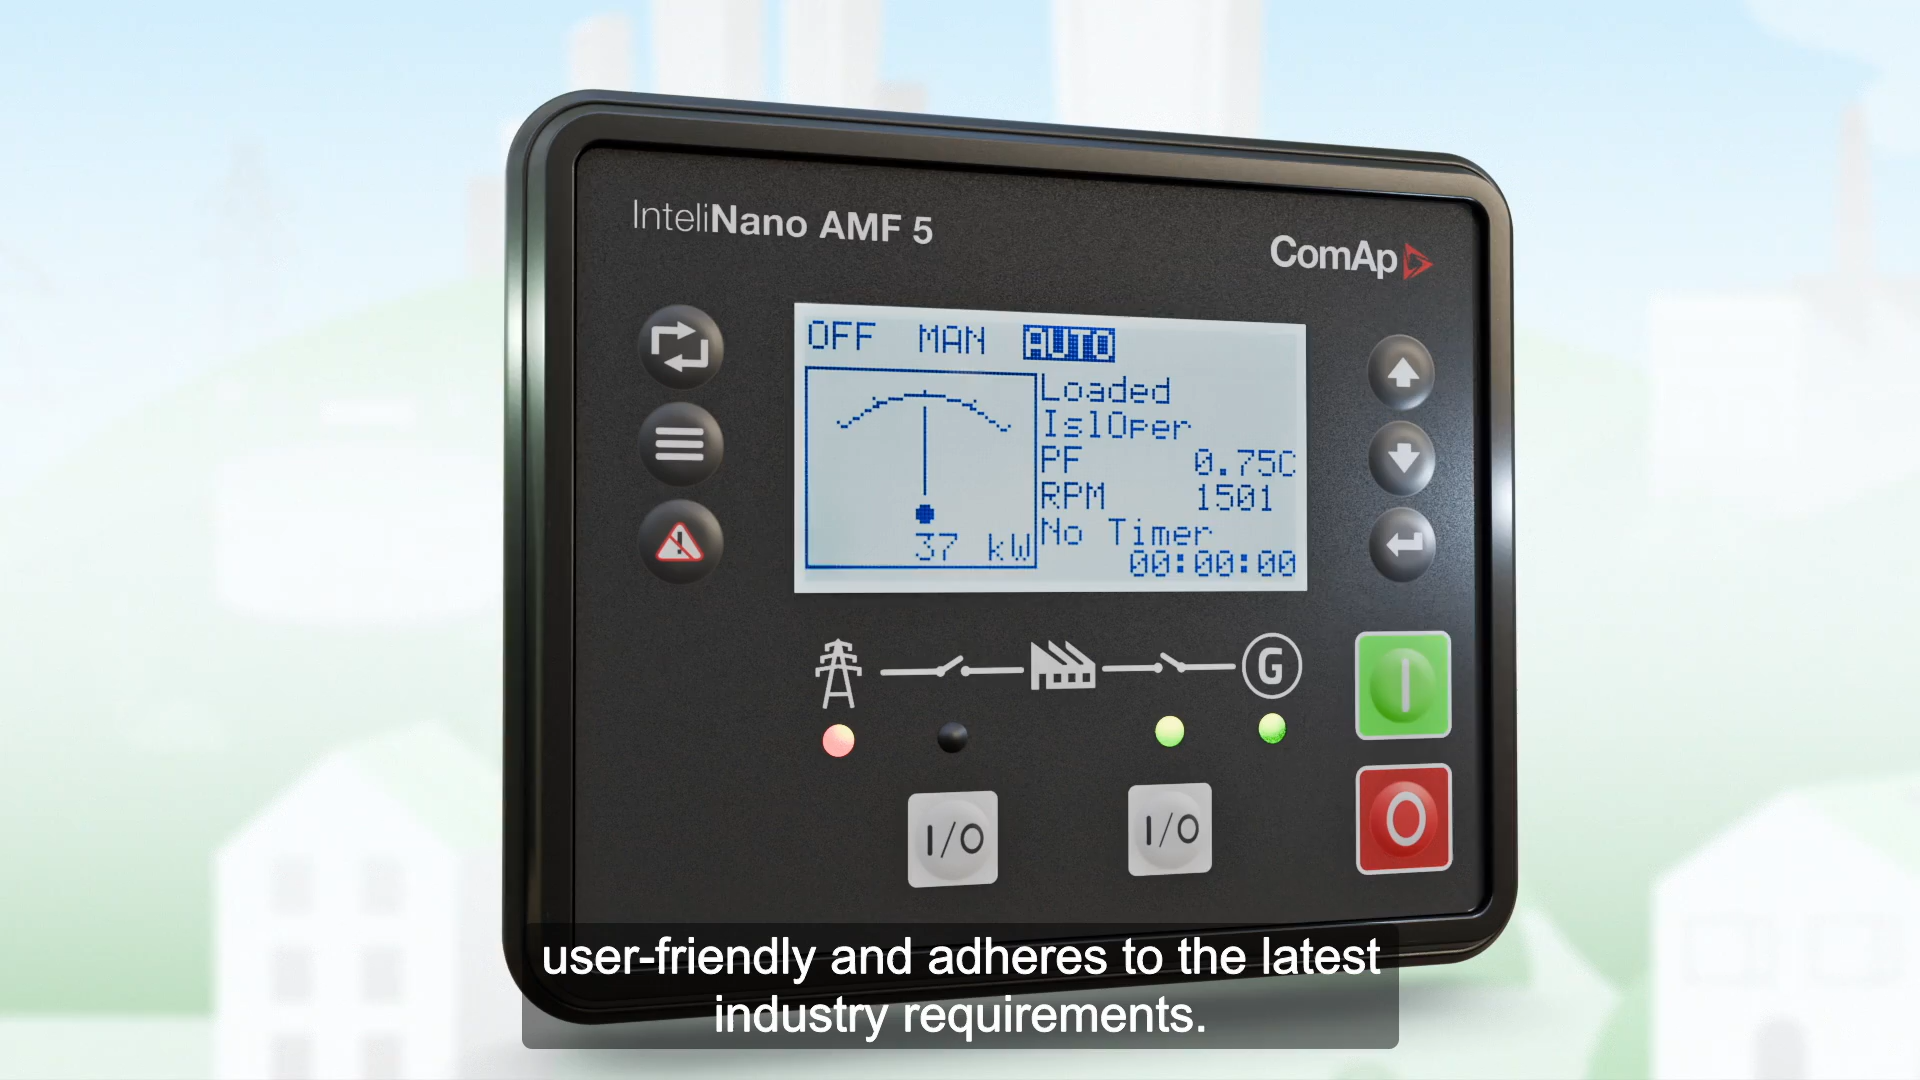 InteliNano AMF 5
ComAp
OFF MAN AUTO
Loaded
IslOper
PF 0.75C
RPM 1501
No Timer
00:00:00
37 kW
G
I/O
I/O
I
O
user-friendly and adheres to the latest
industry requirements.